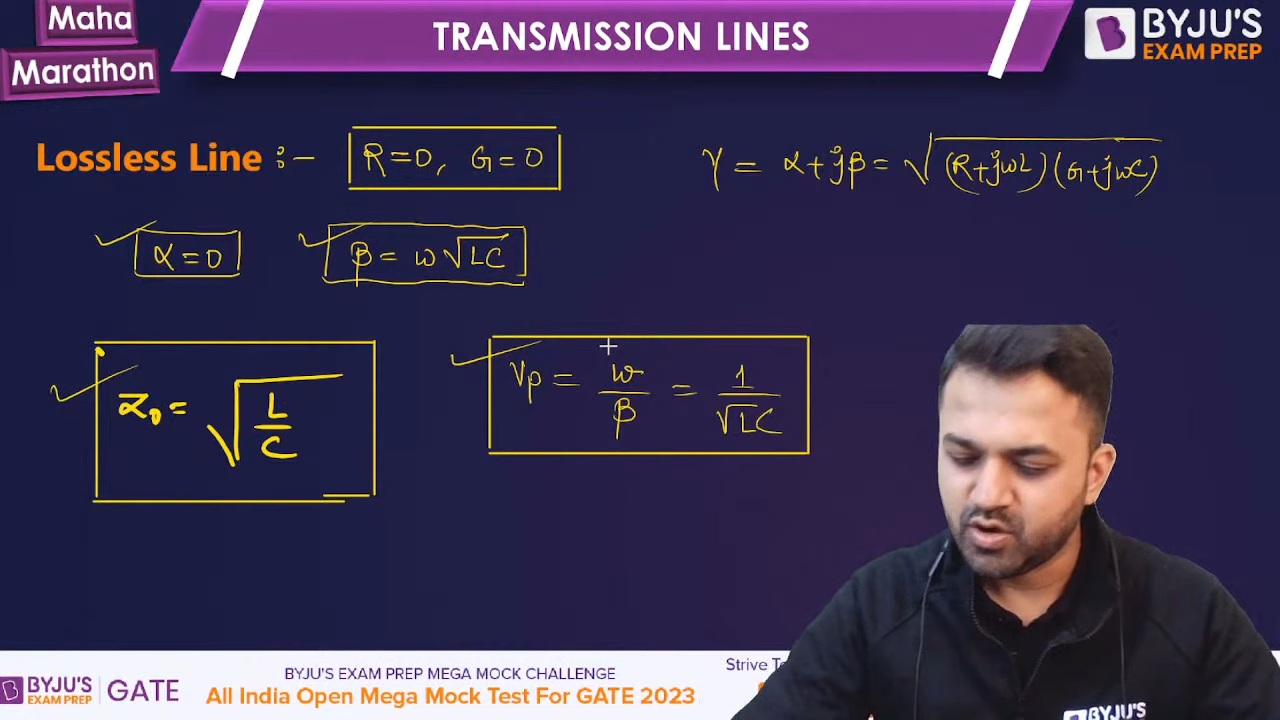 Maha
Marathon
TRANSMISSION LINES
BYJU'S
EXAM PREP
Lossless Line :- R=0, G=0
γ = α+jβ = √(R+jωL)(G+jωC)
α=0
β= ω√LC
Z₀= √L/C
Vp = ω/β = 1/√LC
BYJU'S
EXAM PREP
GATE
BYJU'S EXAM PREP MEGA MOCK CHALLENGE
All India Open Mega Mock Test For GATE 2023
Strive
BYJU'S